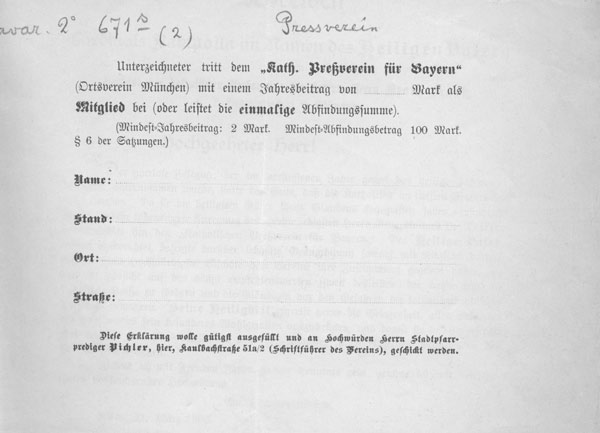 avar. 2° 671 s (2) Pressverein
Unterzeichneter tritt dem „Kath. Preßverein für Bayern“
(Ortsverein München) mit einem Jahresbeitrag von Mark als
Mitglied bei (oder leistet die einmalige Abfindungssumme).
(Mindest-Jahresbeitrag: 2 Mark. Mindest-Abfindungsbetrag 100 Mark.
§ 6 der Satzungen.)
Name:
Stand:
Ort:
Straße:
Diese Erklärung wolle gütigst ausgefüllt und an Hochwürden Herrn Stadtpfarr-
prediger Pichler, hier, Kaulbachstraße 51a/2 (Schriftführer des Vereins), geschickt werden.